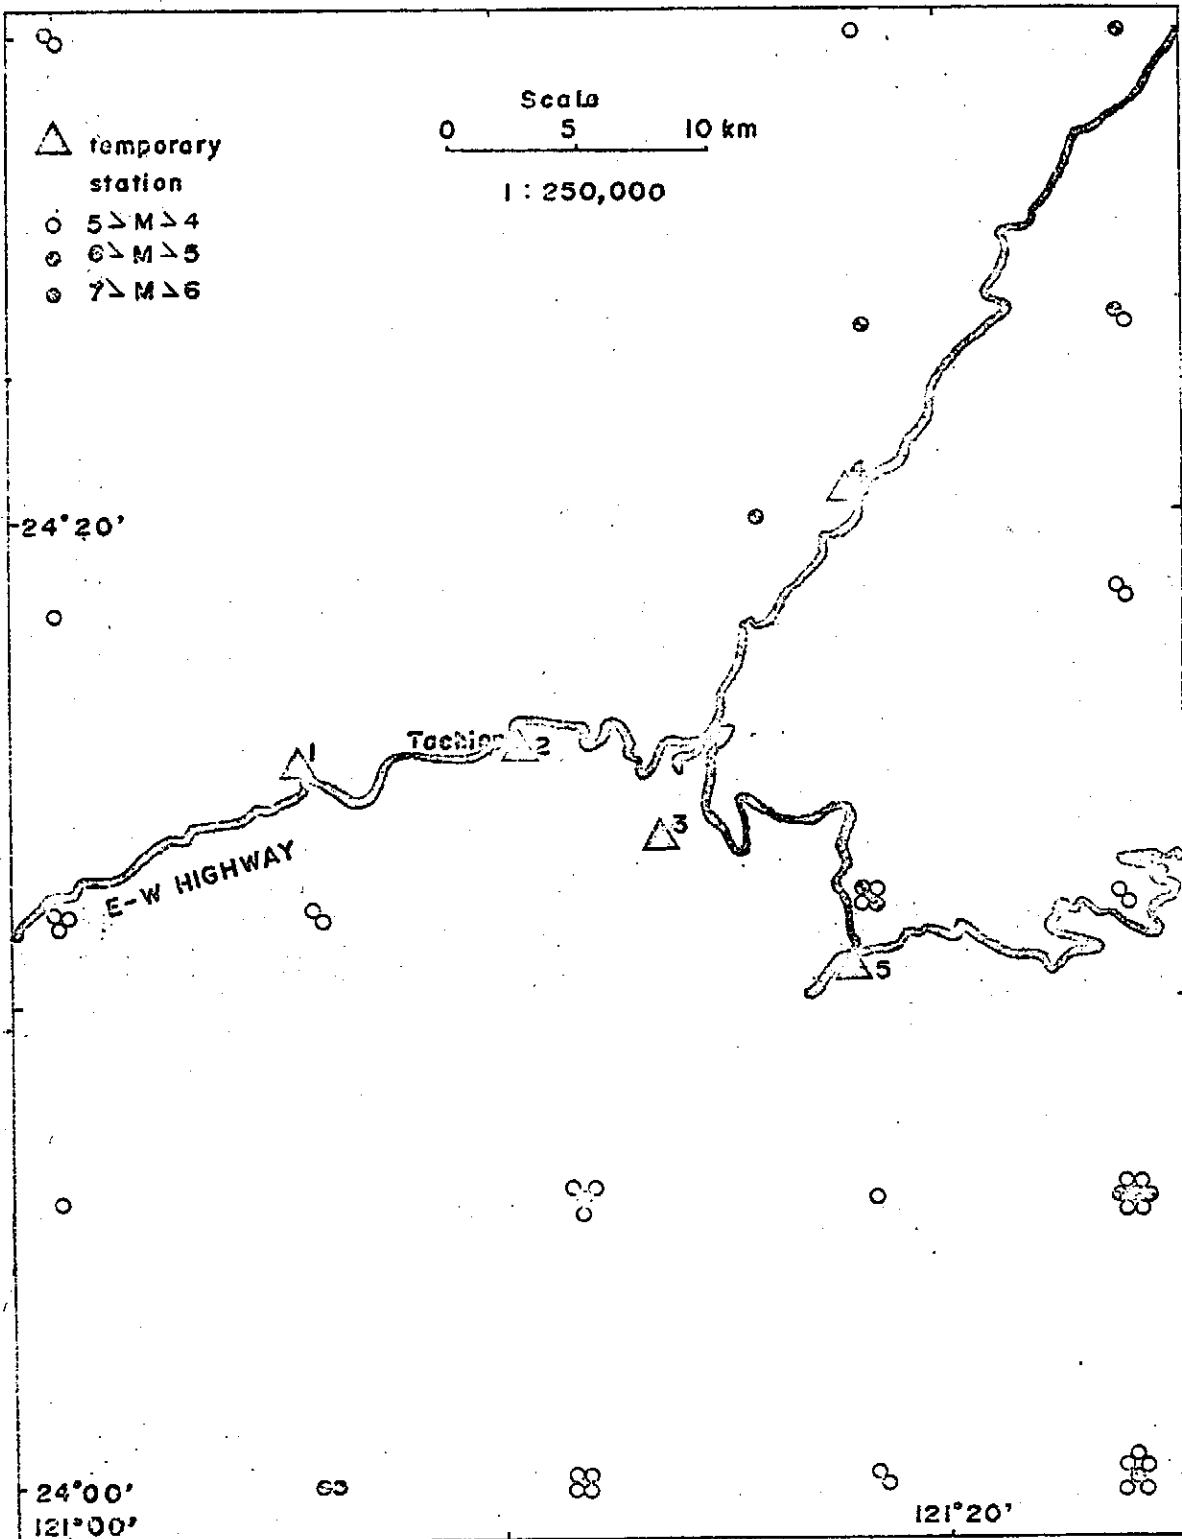 Scale
0 5 10 km
1 : 250,000
temporary
station
5 > M > 4
6 > M > 5
7 > M > 6
24°20'
1
Tachien
2
3
E-W HIGHWAY
5
24°00'
121°00'
121°20'